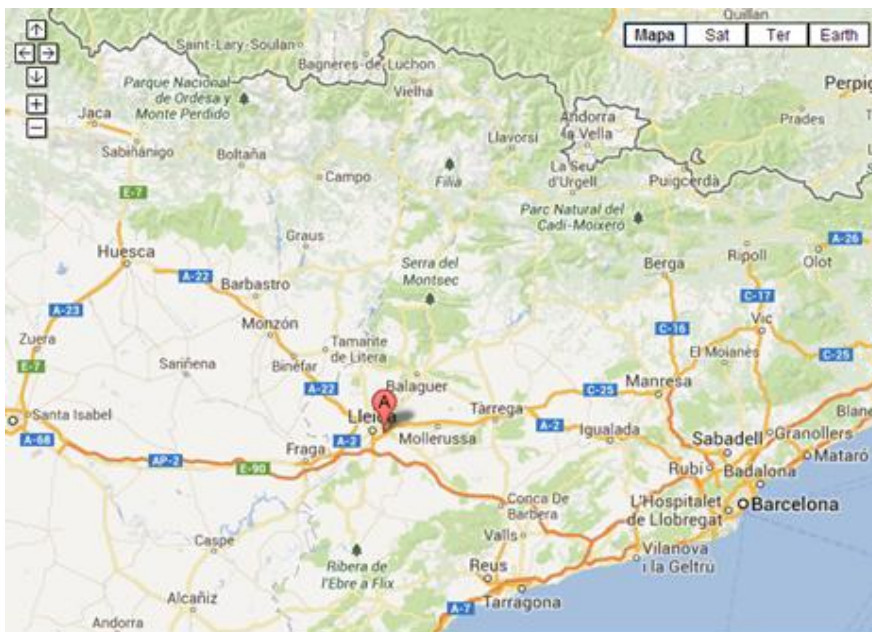 Quillan
Mapa Sat Ter Earth
Saint-Lary-Soulan
Bagneres-de-Luchon
Vielha
Perpig
Parque Nacional
de Ordesa y
Monte Perdido
Jaca
Sabiñánigo
Boltaña
Campo
Llavorsi
Filià
Andorra
la Vella
Prades
La Seu
d'Urgell
Puigcerdà
E-7
Parc Natural del
Cadi-Moixeró
Graus
Huesca
A-22
Barbastro
Serra del
Montsec
Berga
Ripoll
A-26
Olot
A-23
Monzón
C-17
C-16
Vic
Zuera
E-7
Sariñena
Binéfar
Tamarite
de Litera
El Moianès
C-25
A-22
Balaguer
A
C-25
Manresa
Santa Isabel
Lleida
Tàrrega
Blane
A-68
A-2
Mollerussa
A-2
Igualada
Sabadell
Granollers
Fraga
AP-2
E-90
Rubí
Badalona
Mataró
Conca De
Barbera
L'Hospitalet
de Llobregat
Barcelona
Caspe
Valls
Ribera de
l'Ebre a Flix
Reus
Vilanova
i la Geltrú
Alcañiz
A-7
Tarragona
Andorra